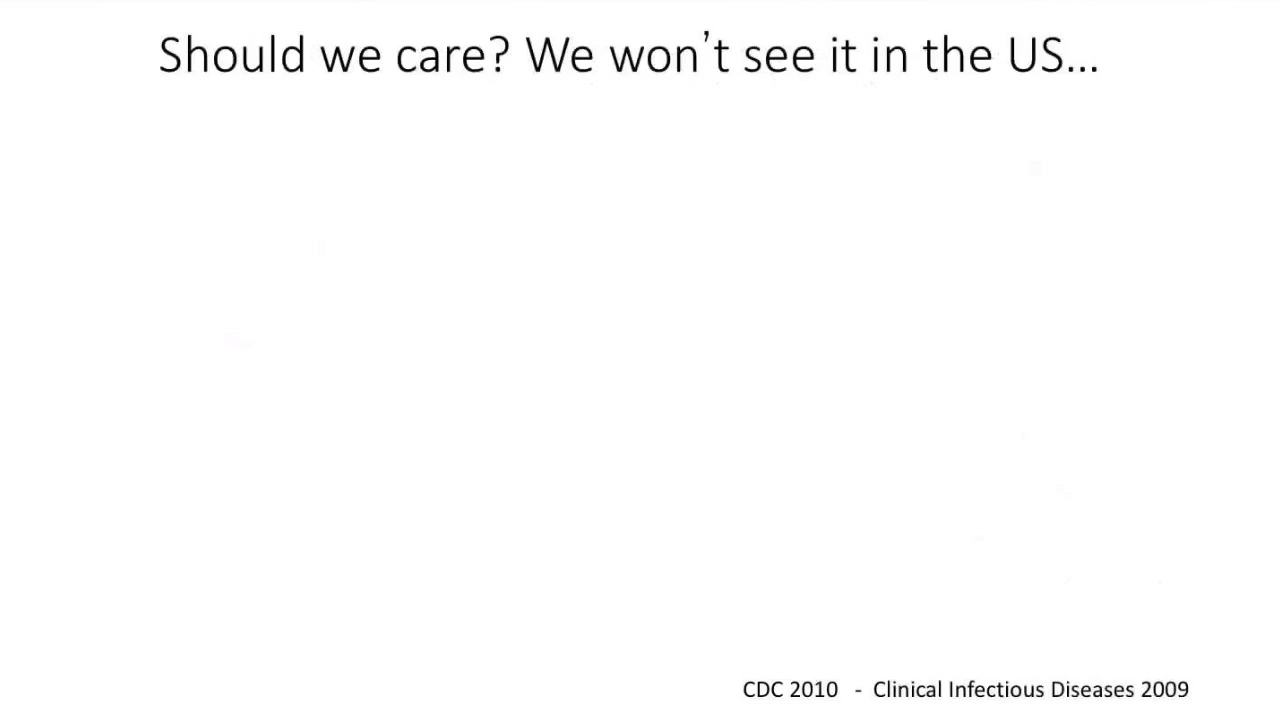 Should we care? We won’t see it in the US...
CDC 2010 - Clinical Infectious Diseases 2009